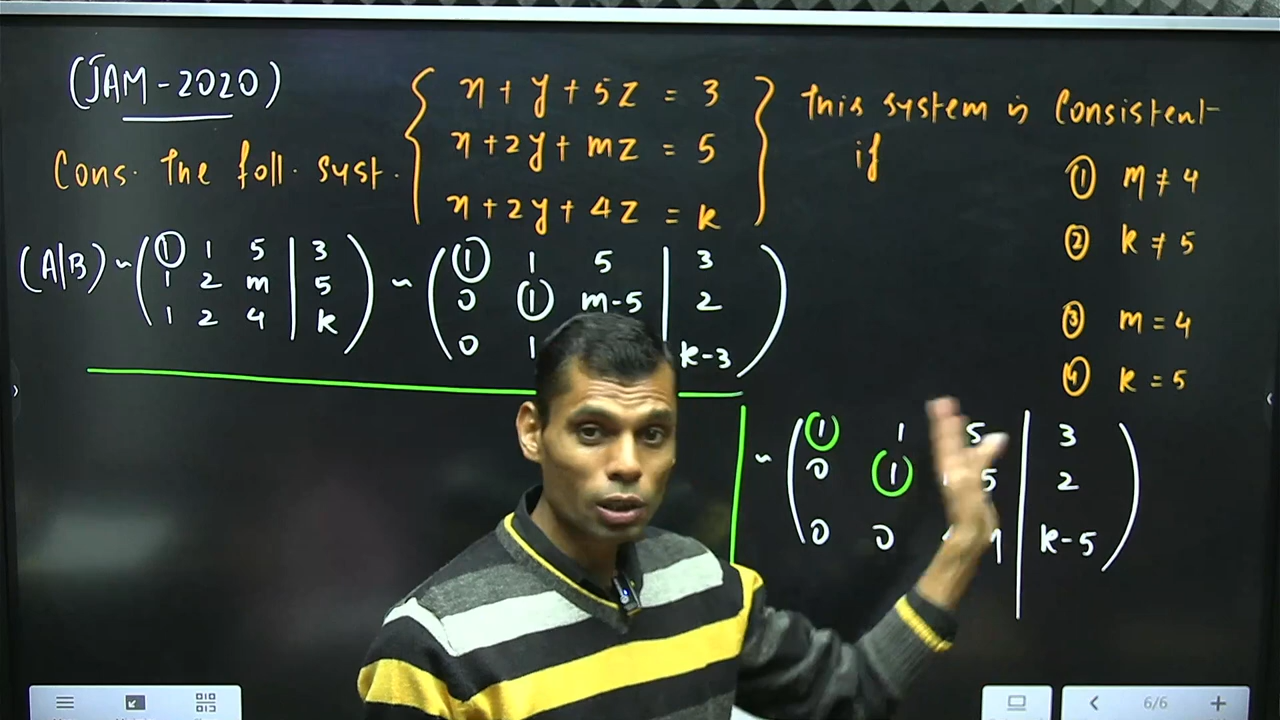 (JAM-2020)
Cons. The foll. syst.
x + y + 5z = 3
x + 2y + mz = 5
x + 2y + 4z = k
This system is Consistent
if
① m ≠ 4
② k ≠ 5
③ m = 4
④ k = 5
(A|B) ~
1 1 5 | 3
1 2 m | 5
1 2 4 | k
~
1 1 5 | 3
0 1 m-5 | 2
0 1 | k-3
~
1 1 5 | 3
0 1 5 | 2
0 0 | k-5
6/6